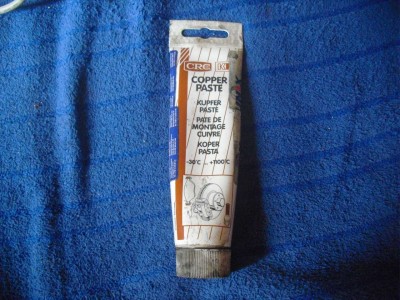 CRC
COPPER
PASTE
KUPFER
PASTE
PATE DE
MONTAGE
CUIVRE
KOPER
PASTA
-30°C ... +1100°C